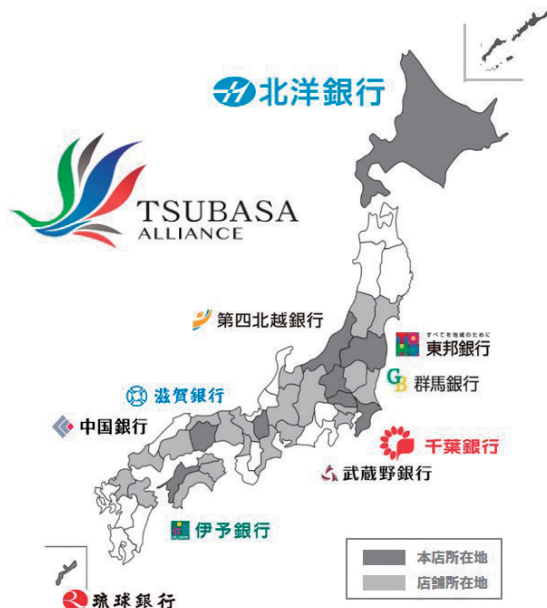 北洋銀行
TSUBASA
ALLIANCE
第四北越銀行
すべてを地域のために
東邦銀行
GB 群馬銀行
滋賀銀行
中国銀行
千葉銀行
武蔵野銀行
伊予銀行
本店所在地
店舗所在地
琉球銀行